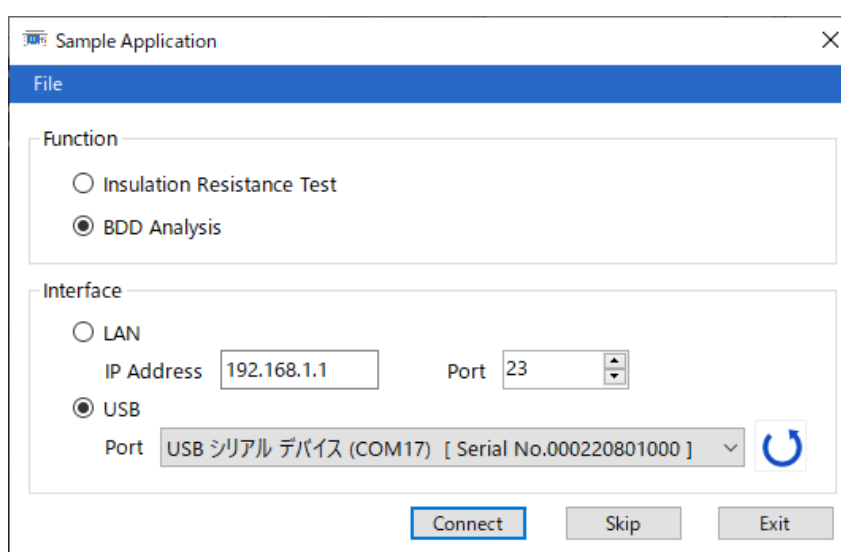 Sample Application
File
Function
Insulation Resistance Test
BDD Analysis
Interface
LAN
IP Address 192.168.1.1 Port 23
USB
Port USB シリアル デバイス (COM17) [ Serial No.000220801000 ]
Connect Skip Exit